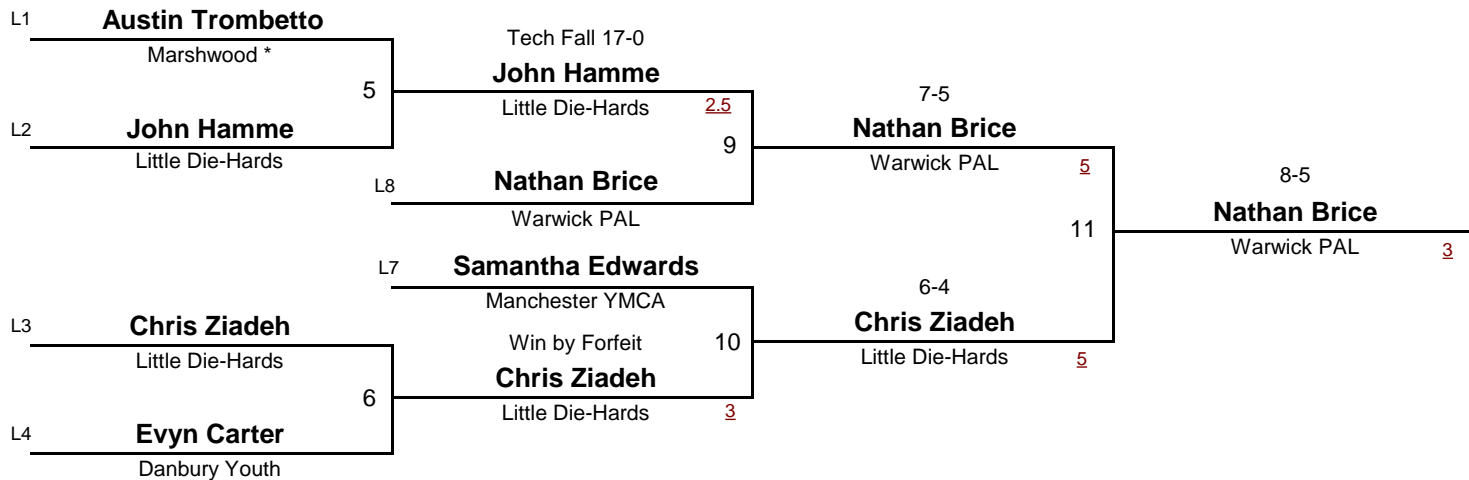 L1
Austin Trombetto
Marshwood *
5
L2
John Hamme
Little Die-Hards
Tech Fall 17-0
John Hamme
Little Die-Hards
2.5
9
L8
Nathan Brice
Warwick PAL
7-5
Nathan Brice
Warwick PAL
5
L7
Samantha Edwards
Manchester YMCA
10
L3
Chris Ziadeh
Little Die-Hards
6
L4
Evyn Carter
Danbury Youth
Win by Forfeit
Chris Ziadeh
Little Die-Hards
3
6-4
Chris Ziadeh
Little Die-Hards
5
11
8-5
Nathan Brice
Warwick PAL
3